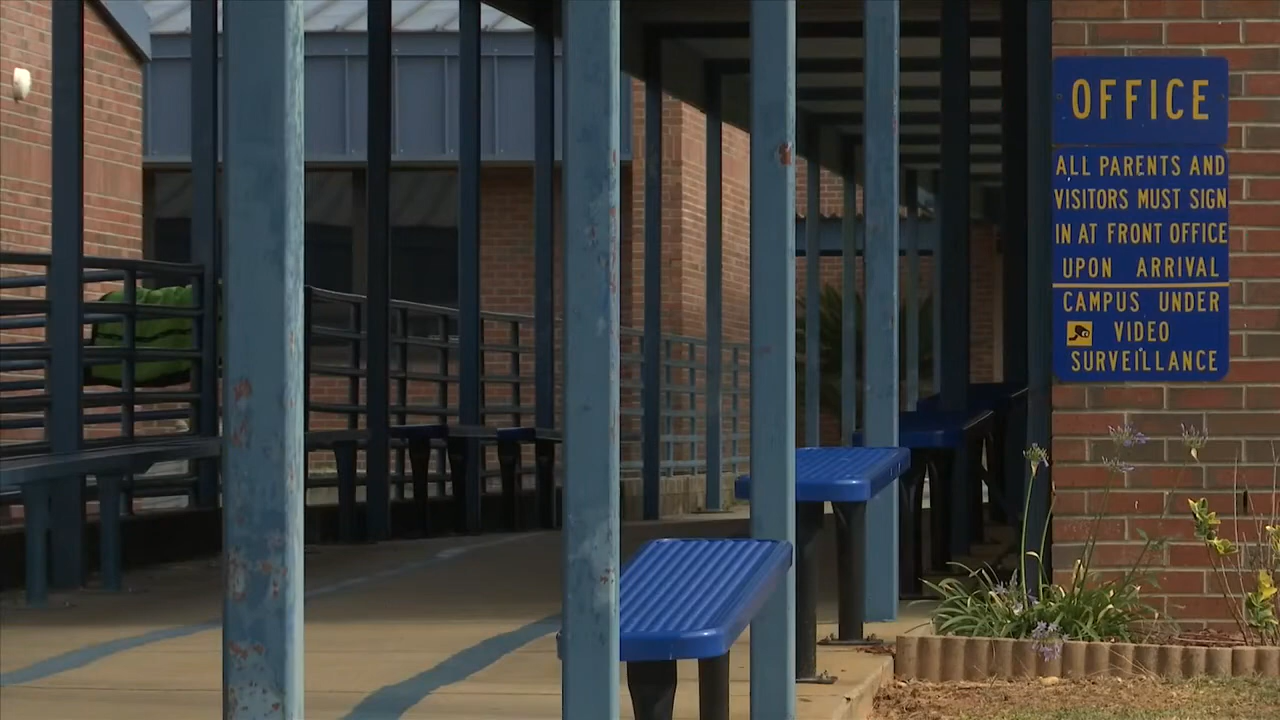 OFFICE
ALL PARENTS AND
VISITORS MUST SIGN
IN AT FRONT OFFICE
UPON ARRIVAL
CAMPUS UNDER
VIDEO
SURVEILLANCE